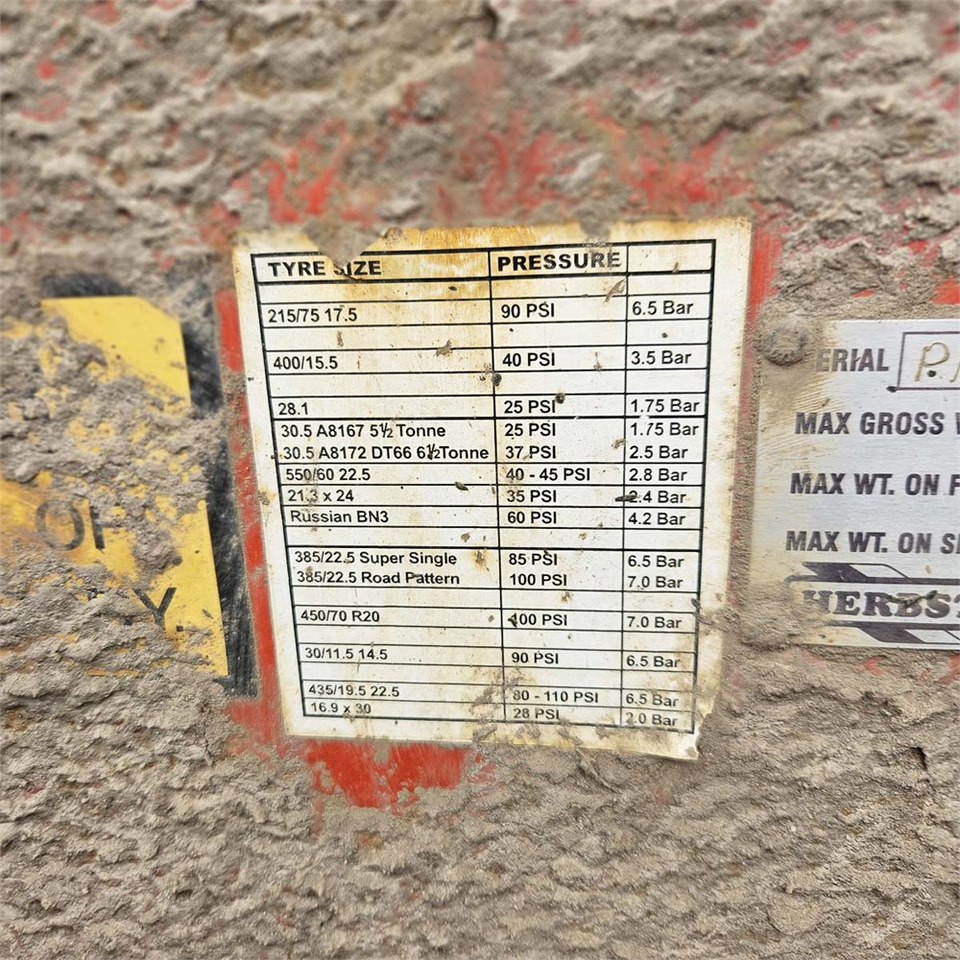 TYRE SIZE PRESSURE
215/75 17.5 90 PSI 6.5 Bar
400/15.5 40 PSI 3.5 Bar
28.1 25 PSI 1.75 Bar
30.5 A8167 5½ Tonne 25 PSI 1.75 Bar
30.5 A8172 DT66 6½Tonne 37 PSI 2.5 Bar
550/60 22.5 40 - 45 PSI 2.8 Bar
21.3 x 24 35 PSI 2.4 Bar
Russian BN3 60 PSI 4.2 Bar
385/22.5 Super Single 85 PSI 6.5 Bar
385/22.5 Road Pattern 100 PSI 7.0 Bar
450/70 R20 100 PSI 7.0 Bar
30/11.5 14.5 90 PSI 6.5 Bar
435/19.5 22.5 80 - 110 PSI 6.5 Bar
16.9 x 30 28 PSI 2.0 Bar
OF
Y.
ERIAL P.
MAX GROSS
MAX WT. ON F
MAX WT. ON S
HERBS